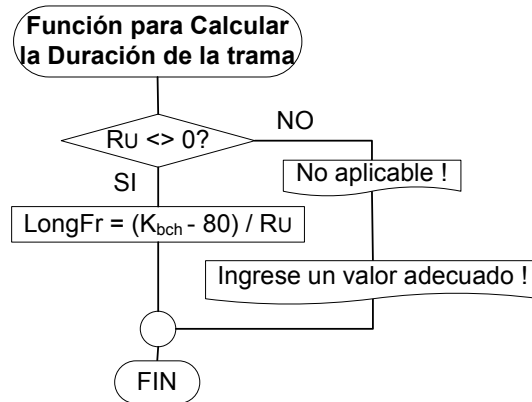 Función para Calcular
la Duración de la trama
RU <> 0?
NO
SI
No aplicable !
LongFr = (Kbch - 80) / RU
Ingrese un valor adecuado !
FIN